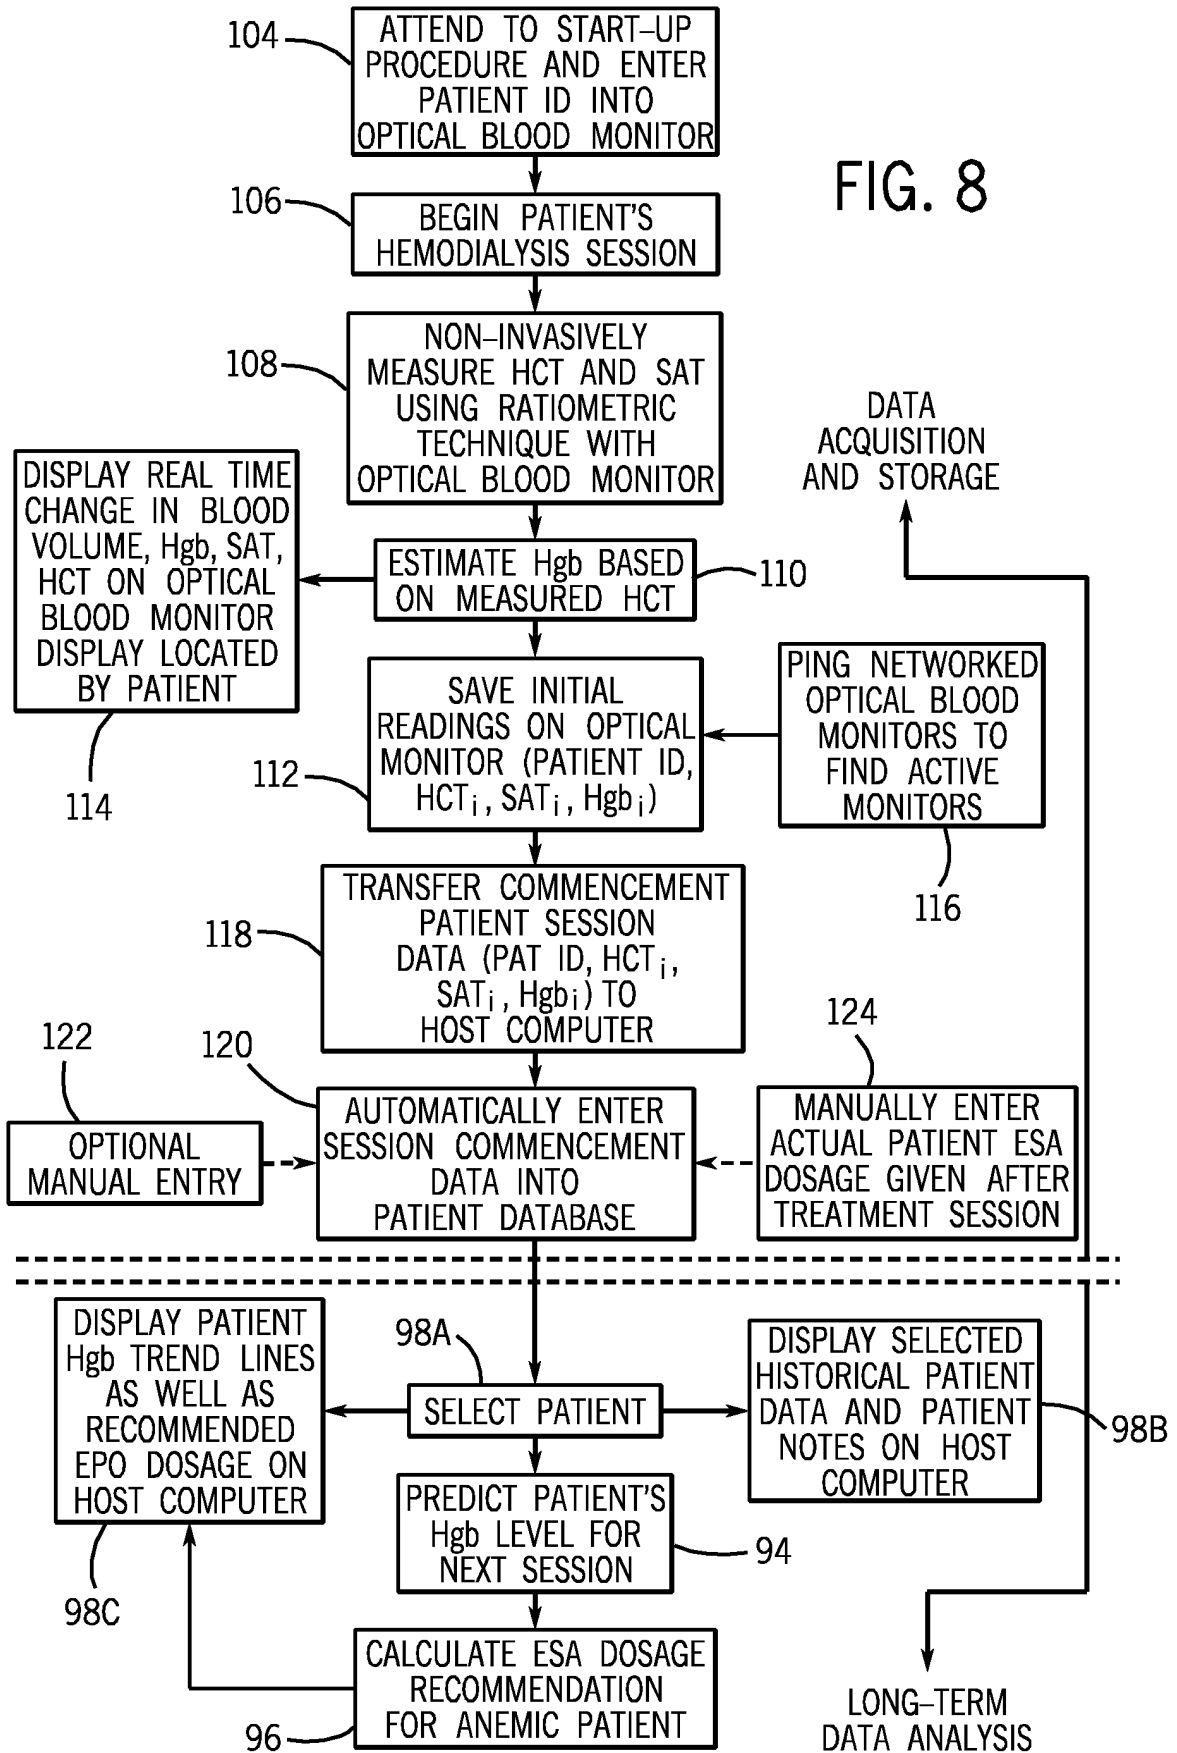 104
ATTEND TO START–UP
PROCEDURE AND ENTER
PATIENT ID INTO
OPTICAL BLOOD MONITOR
FIG. 8
106
BEGIN PATIENT'S
HEMODIALYSIS SESSION
108
NON–INVASIVELY
MEASURE HCT AND SAT
USING RATIOMETRIC
TECHNIQUE WITH
OPTICAL BLOOD MONITOR
DATA
ACQUISITION
AND STORAGE
DISPLAY REAL TIME
CHANGE IN BLOOD
VOLUME, Hgb, SAT,
HCT ON OPTICAL
BLOOD MONITOR
DISPLAY LOCATED
BY PATIENT
114
ESTIMATE Hgb BASED
ON MEASURED HCT
110
SAVE INITIAL
READINGS ON OPTICAL
MONITOR (PATIENT ID,
HCTi, SATi, Hgbi)
112
PING NETWORKED
OPTICAL BLOOD
MONITORS TO
FIND ACTIVE
MONITORS
116
118
TRANSFER COMMENCEMENT
PATIENT SESSION
DATA (PAT ID, HCTi,
SATi, Hgbi) TO
HOST COMPUTER
122
OPTIONAL
MANUAL ENTRY
120
AUTOMATICALLY ENTER
SESSION COMMENCEMENT
DATA INTO
PATIENT DATABASE
124
MANUALLY ENTER
ACTUAL PATIENT ESA
DOSAGE GIVEN AFTER
TREATMENT SESSION
DISPLAY PATIENT
Hgb TREND LINES
AS WELL AS
RECOMMENDED
EPO DOSAGE ON
HOST COMPUTER
98C
98A
SELECT PATIENT
DISPLAY SELECTED
HISTORICAL PATIENT
DATA AND PATIENT
NOTES ON HOST
COMPUTER
98B
PREDICT PATIENT'S
Hgb LEVEL FOR
NEXT SESSION
94
CALCULATE ESA DOSAGE
RECOMMENDATION
FOR ANEMIC PATIENT
96
LONG–TERM
DATA ANALYSIS